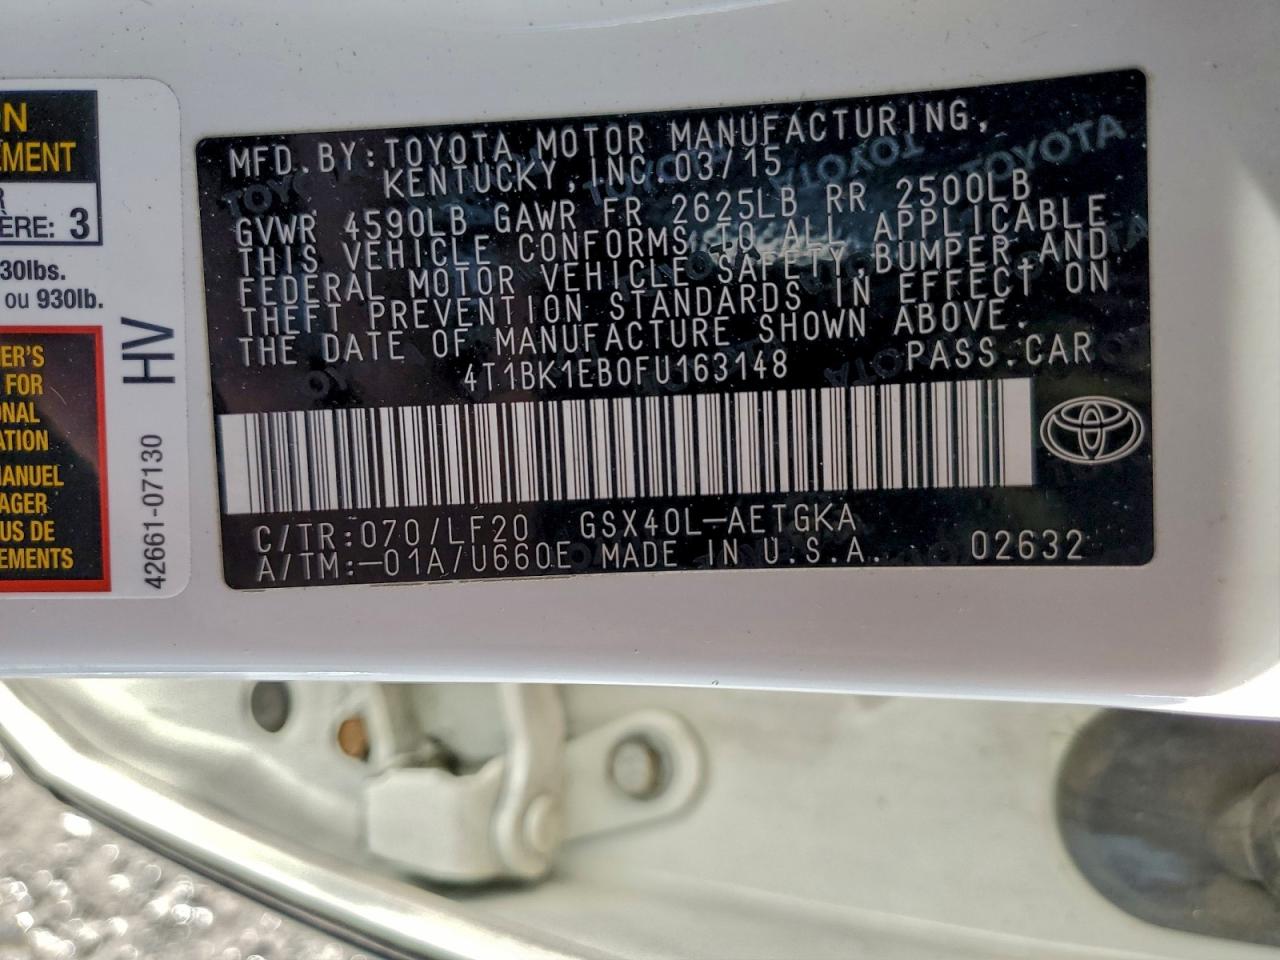 ON
EMENT
R
ÈRE: 3
30lbs.
ou 930lb.
ER'S
FOR
ONAL
ATION
MANUEL
AGER
US DE
EMENTS
HV
42661-07130
MFD. BY: TOYOTA MOTOR MANUFACTURING,
KENTUCKY, INC. 03/15
GVWR 4590LB GAWR FR 2625LB RR 2500LB
THIS VEHICLE CONFORMS TO ALL APPLICABLE
FEDERAL MOTOR VEHICLE SAFETY, BUMPER, AND
THEFT PREVENTION STANDARDS IN EFFECT ON
THE DATE OF MANUFACTURE SHOWN ABOVE.
4T1BK1EB0FU163148 PASS.CAR
C/TR:070/LF20 GSX40L-AETGKA
A/TM:-01A/U660E MADE IN U.S.A. 02632